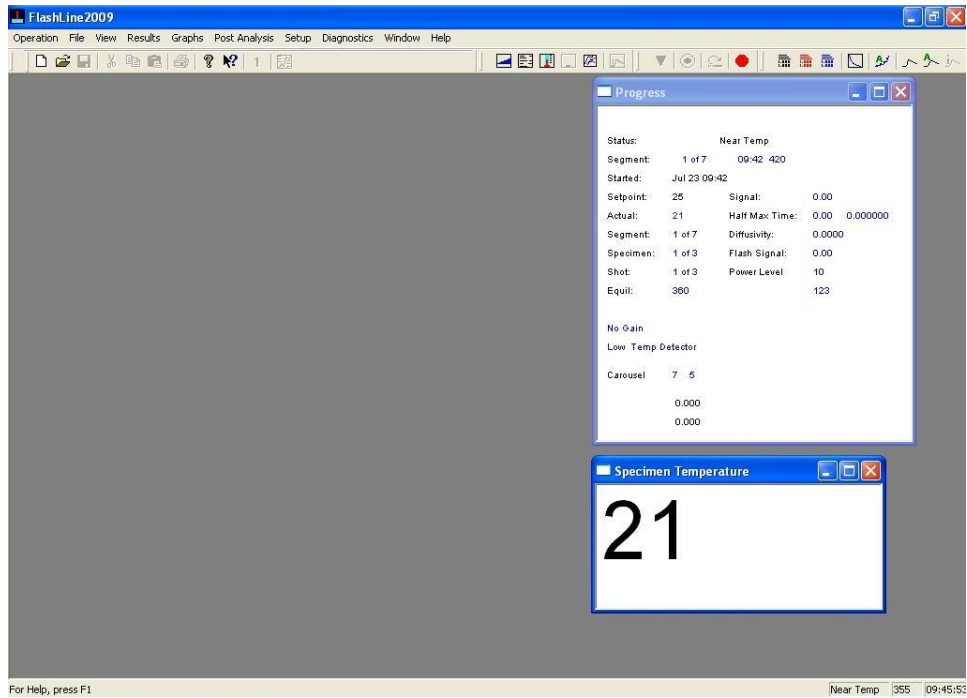 FlashLine2009
Operation File View Results Graphs Post Analysis Setup Diagnostics Window Help
1
Progress
Status: Near Temp
Segment: 1 of 7 09:42 420
Started: Jul 23 09:42
Setpoint: 25 Signal: 0.00
Actual: 21 Half Max Time: 0.00 0.000000
Segment: 1 of 7 Diffusivity: 0.0000
Specimen: 1 of 3 Flash Signal: 0.00
Shot: 1 of 3 Power Level 10
Equil: 360 123
No Gain
Low Temp Detector
Carousel 7 5
0.000
0.000
Specimen Temperature
21
For Help, press F1 Near Temp 355 09:45:53